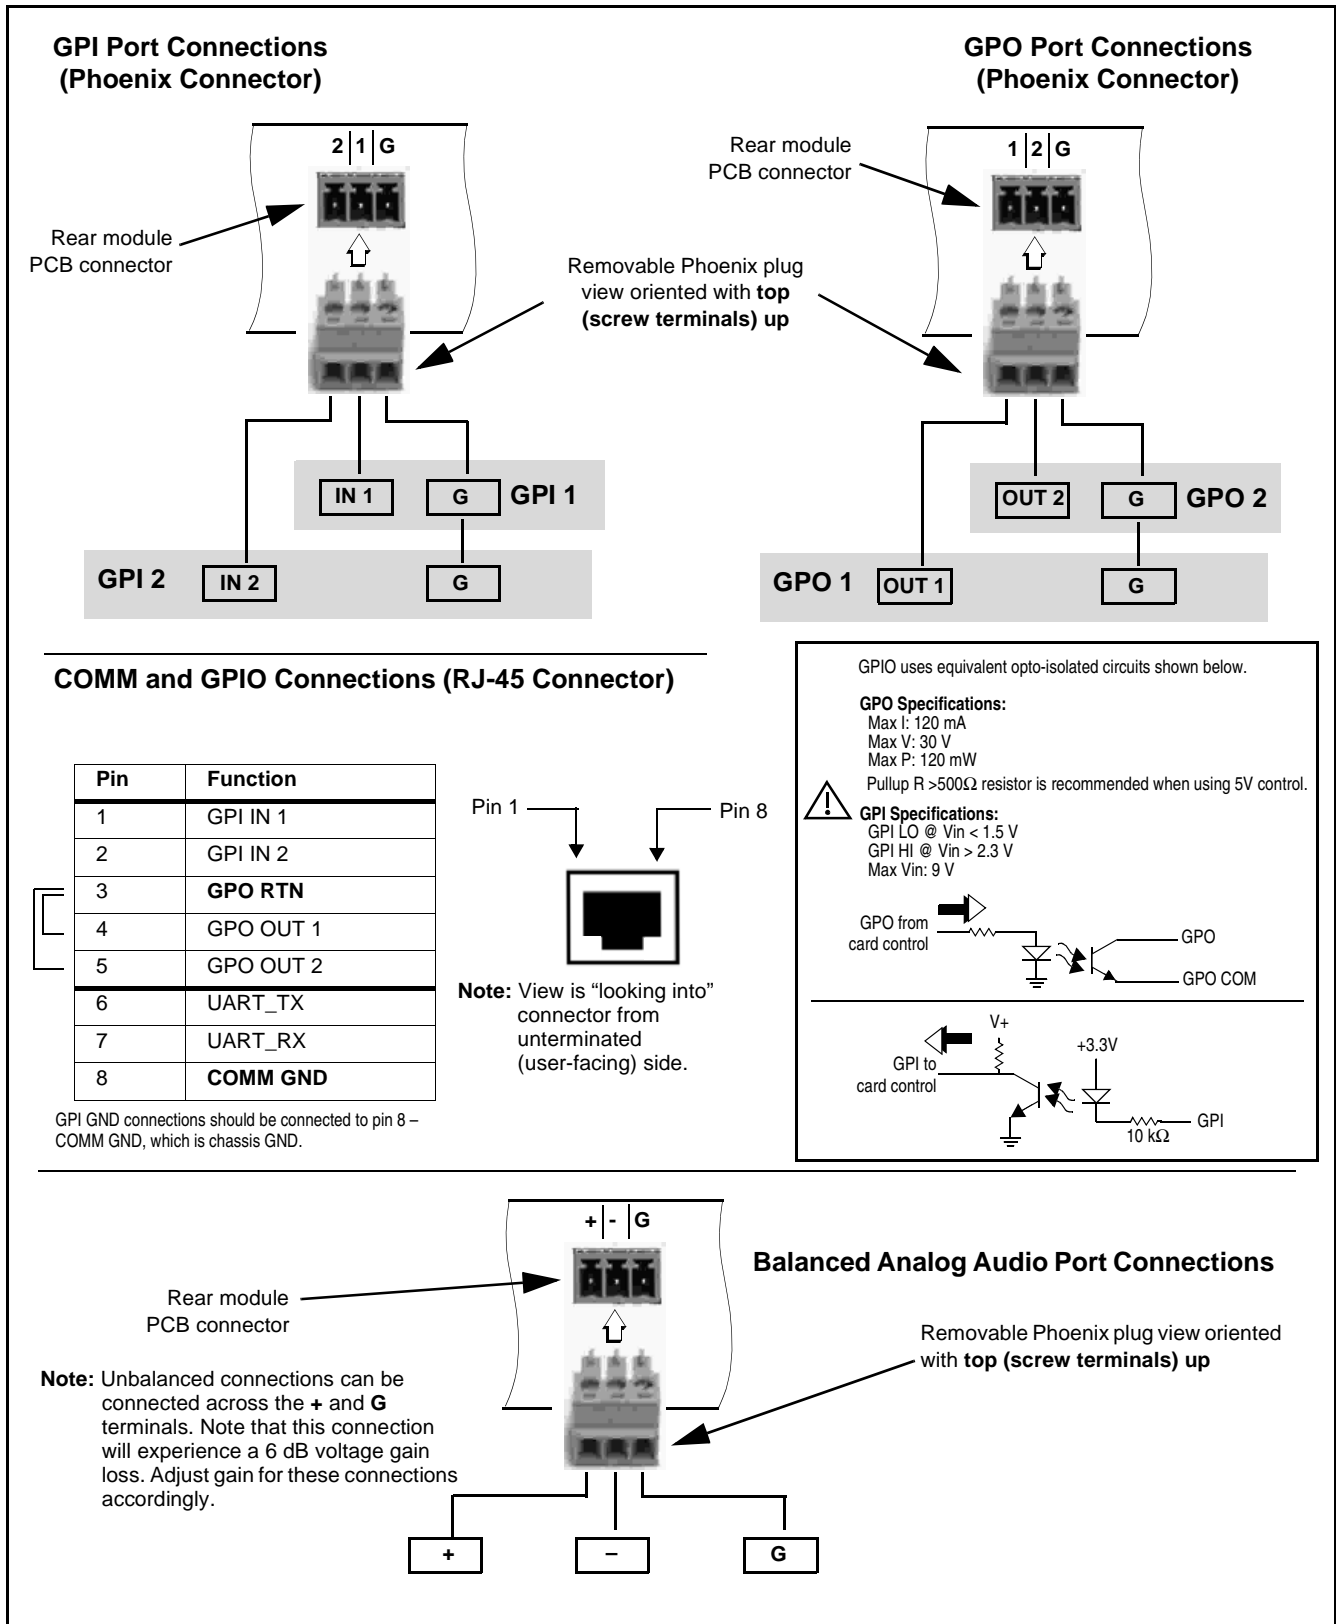 GPI Port Connections
(Phoenix Connector)
2 1 G
Rear module
PCB connector
Removable Phoenix plug
view oriented with top
(screw terminals) up
IN 1
G
GPI 1
GPI 2
IN 2
G
GPO Port Connections
(Phoenix Connector)
1 2 G
Rear module
PCB connector
OUT 2
G
GPO 2
GPO 1
OUT 1
G
COMM and GPIO Connections (RJ-45 Connector)
Pin Function
1 GPI IN 1
2 GPI IN 2
3 GPO RTN
4 GPO OUT 1
5 GPO OUT 2
6 UART_TX
7 UART_RX
8 COMM GND
GPI GND connections should be connected to pin 8 –
COMM GND, which is chassis GND.
Pin 1
Pin 8
Note: View is “looking into”
connector from
unterminated
(user-facing) side.
GPIO uses equivalent opto-isolated circuits shown below.
GPO Specifications:
Max I: 120 mA
Max V: 30 V
Max P: 120 mW
Pullup R >500Ω resistor is recommended when using 5V control.
!
GPI Specifications:
GPI LO @ Vin < 1.5 V
GPI HI @ Vin > 2.3 V
Max Vin: 9 V
GPO from
card control
GPO
GPO COM
V+
GPI to
card control
+3.3V
GPI
10 kΩ
+ - G
Balanced Analog Audio Port Connections
Rear module
PCB connector
Removable Phoenix plug view oriented
with top (screw terminals) up
Note: Unbalanced connections can be
connected across the + and G
terminals. Note that this connection
will experience a 6 dB voltage gain
loss. Adjust gain for these connections
accordingly.
+
–
G